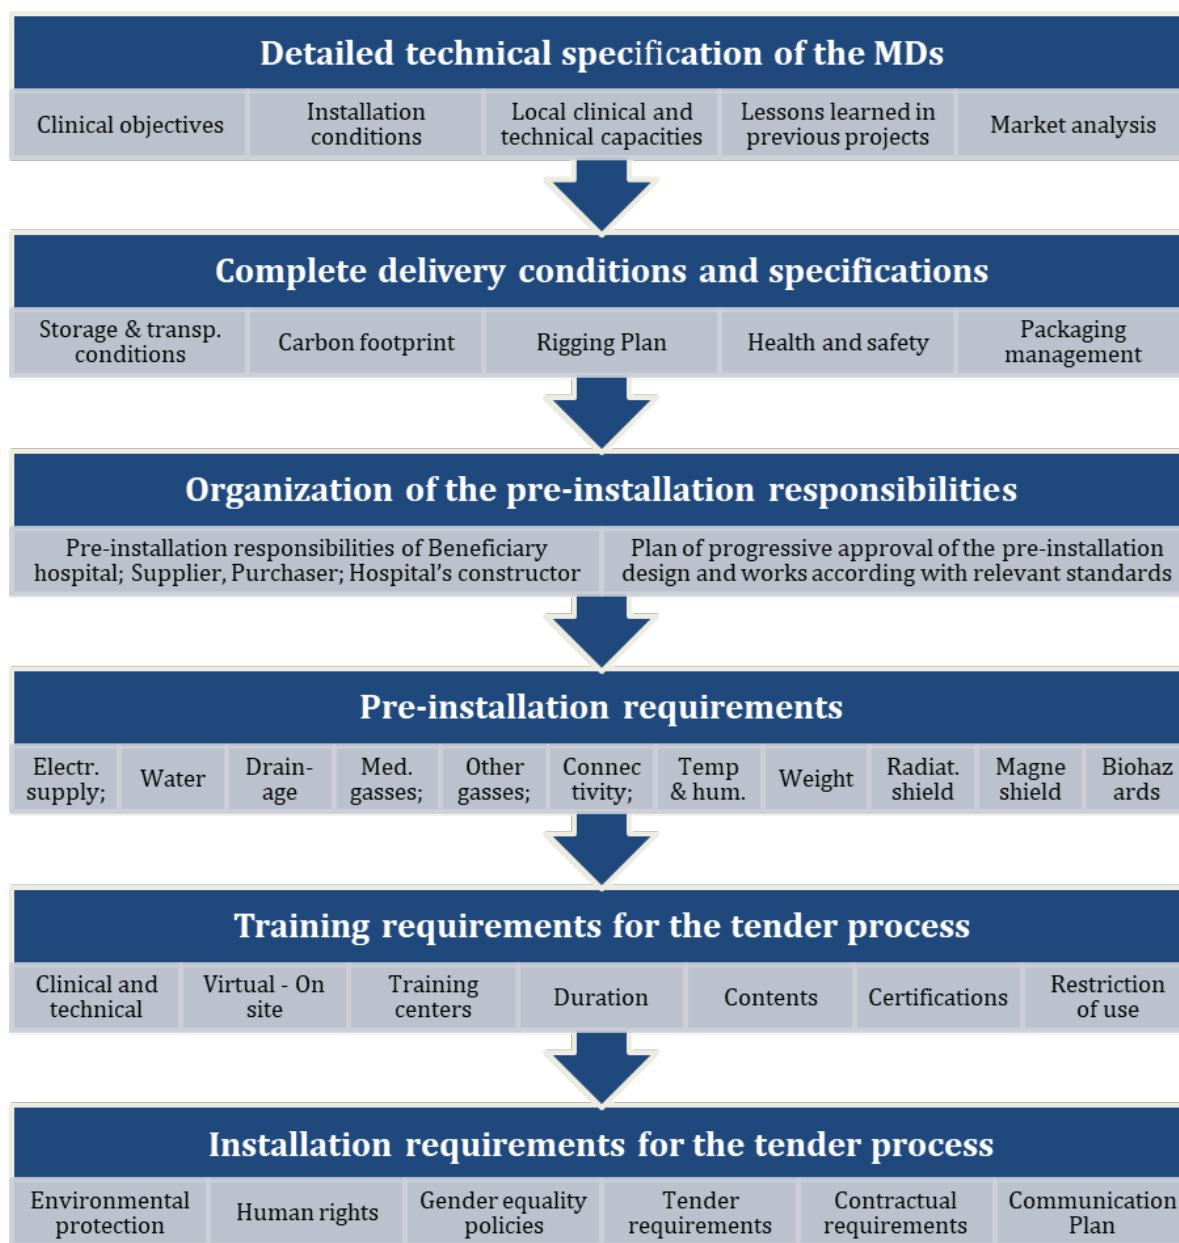 Detailed technical specification of the MDs
Clinical objectives
Installation
conditions
Local clinical and
technical capacities
Lessons learned in
previous projects
Market analysis
Complete delivery conditions and specifications
Storage & transp.
conditions
Carbon footprint
Rigging Plan
Health and safety
Packaging
management
Organization of the pre-installation responsibilities
Pre-installation responsibilities of Beneficiary
hospital; Supplier, Purchaser; Hospital's constructor
Plan of progressive approval of the pre-installation
design and works according with relevant standards
Pre-installation requirements
Electr.
supply;
Water
Drain-
age
Med.
gasses;
Other
gasses;
Connec
tivity;
Temp
& hum.
Weight
Radiat.
shield
Magne
shield
Biohaz
ards
Training requirements for the tender process
Clinical and
technical
Virtual - On
site
Training
centers
Duration
Contents
Certifications
Restriction
of use
Installation requirements for the tender process
Environmental
protection
Human rights
Gender equality
policies
Tender
requirements
Contractual
requirements
Communication
Plan